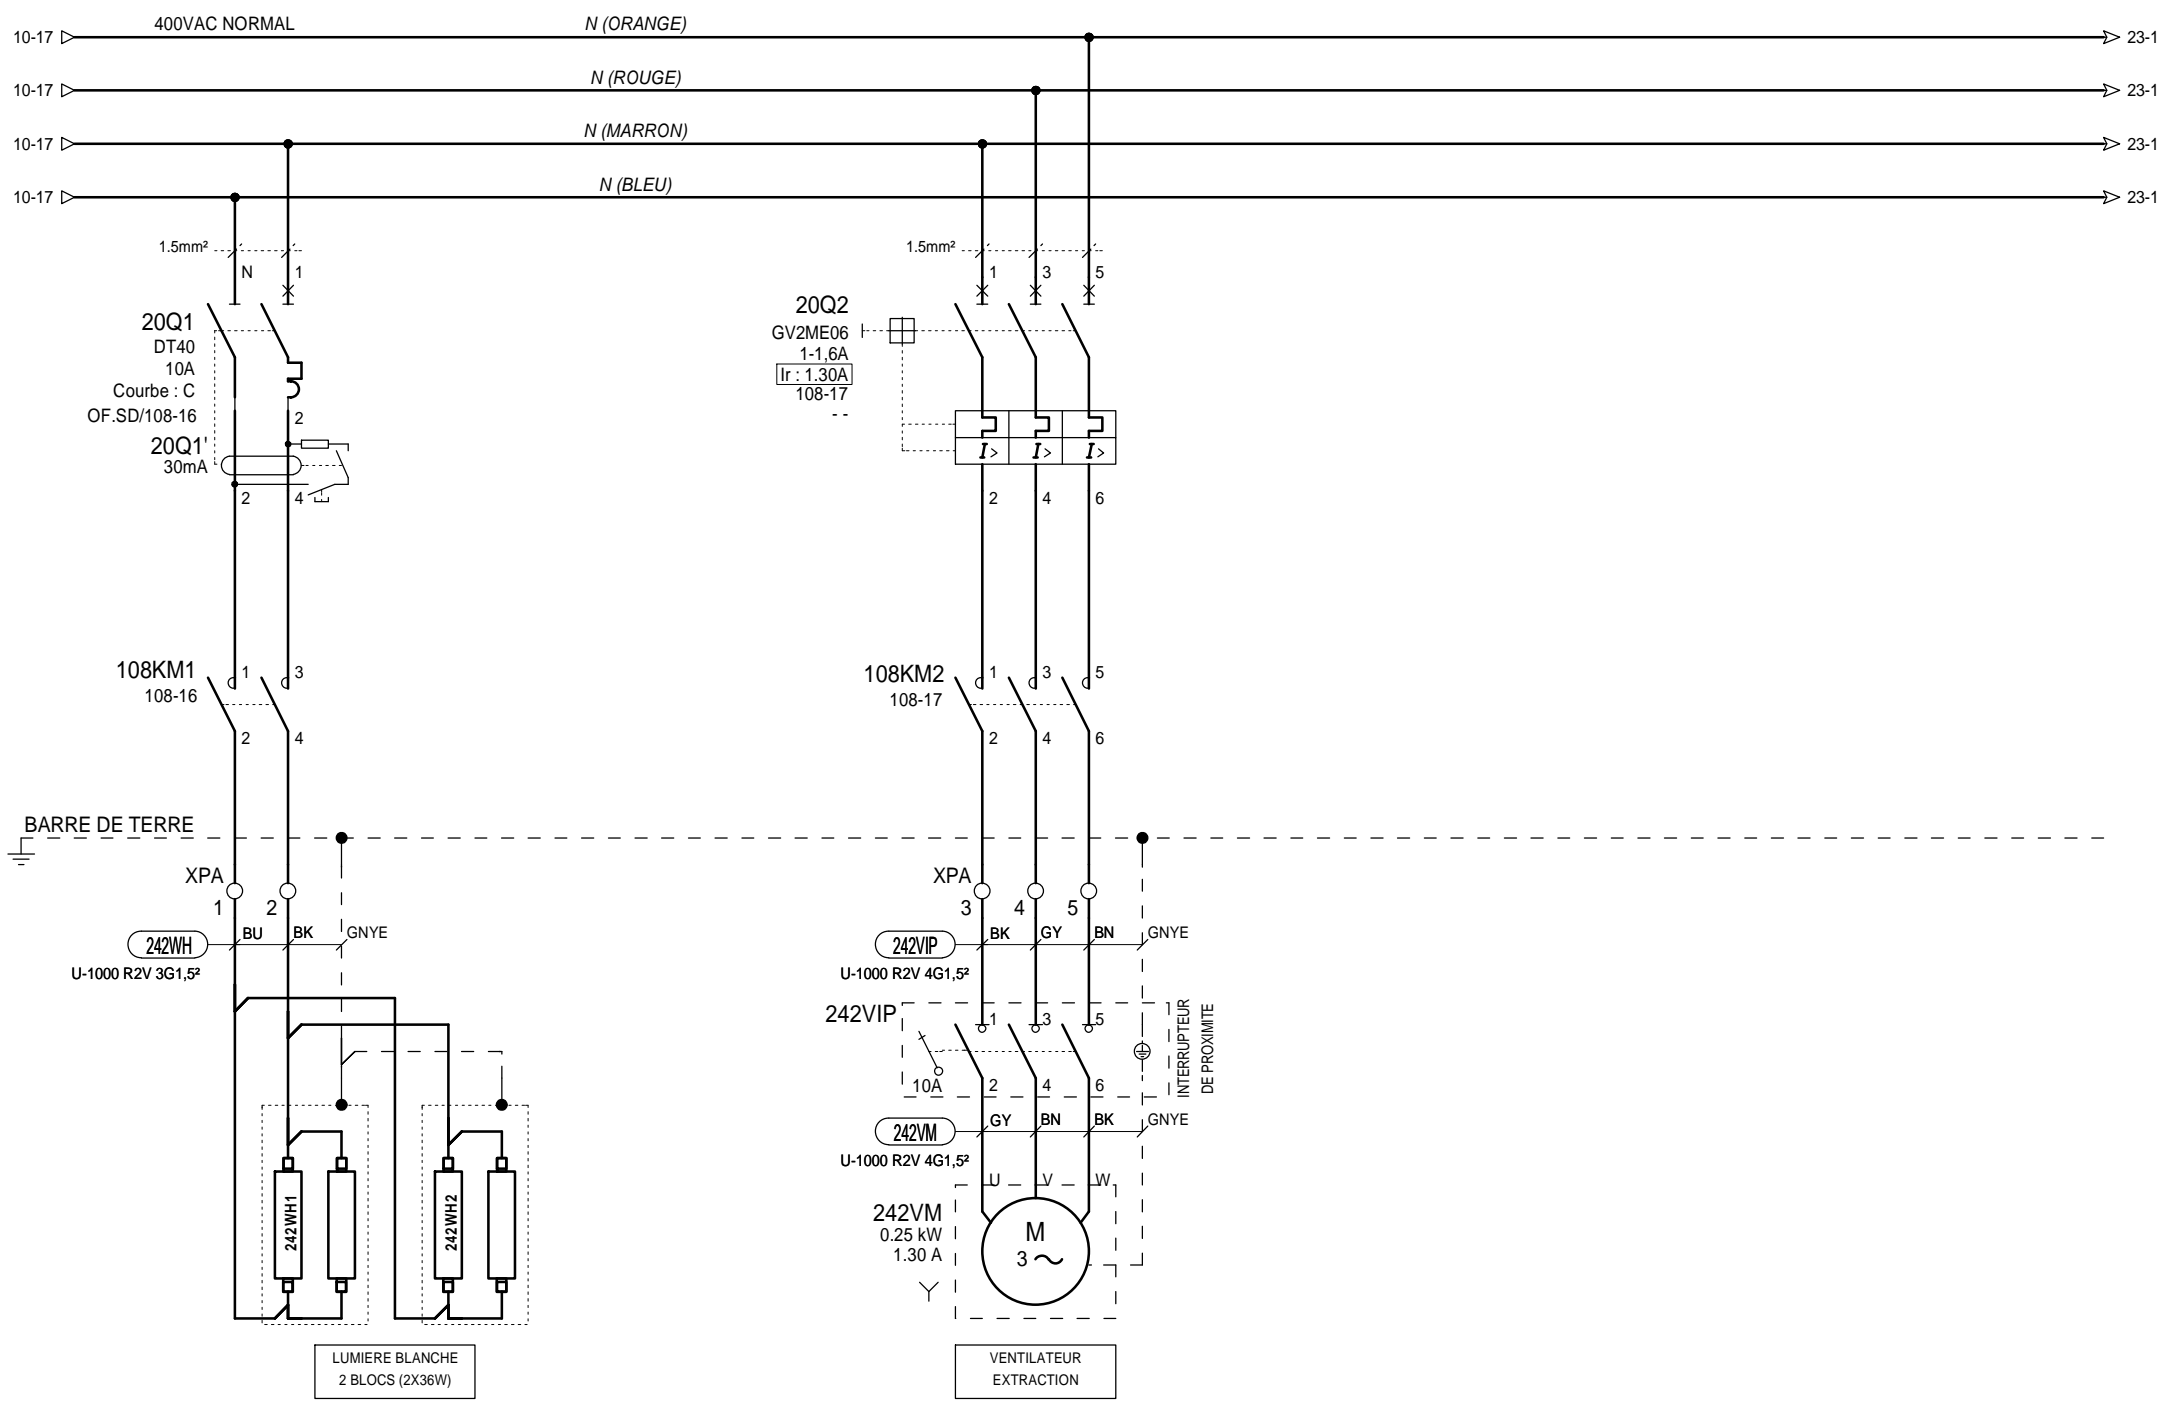 400VAC NORMAL
N (ORANGE)
10-17
23-1
N (ROUGE)
10-17
23-1
N (MARRON)
10-17
23-1
N (BLEU)
10-17
23-1
1.5mm²
N
1
20Q1
DT40
10A
Courbe : C
OF.SD/108-16
2
20Q1'
30mA
2
4
1.5mm²
1
3
5
20Q2
GV2ME06
1-1,6A
Ir : 1.30A
108-17
- -
I>
I>
I>
2
4
6
108KM1
108-16
1
3
2
4
108KM2
108-17
1
3
5
2
4
6
BARRE DE TERRE
XPA
1
2
XPA
3
4
5
242WH
BU
BK
GNYE
U-1000 R2V 3G1,5²
242VIP
BK
GY
BN
GNYE
U-1000 R2V 4G1,5²
242VIP
1
3
5
10A
2
4
6
INTERRUPTEUR
DE PROXIMITE
242VM
GY
BN
BK
GNYE
U-1000 R2V 4G1,5²
U
V
W
242VM
0.25 kW
1.30 A
M
3
242WH1
242WH2
LUMIERE BLANCHE
2 BLOCS (2X36W)
VENTILATEUR
EXTRACTION